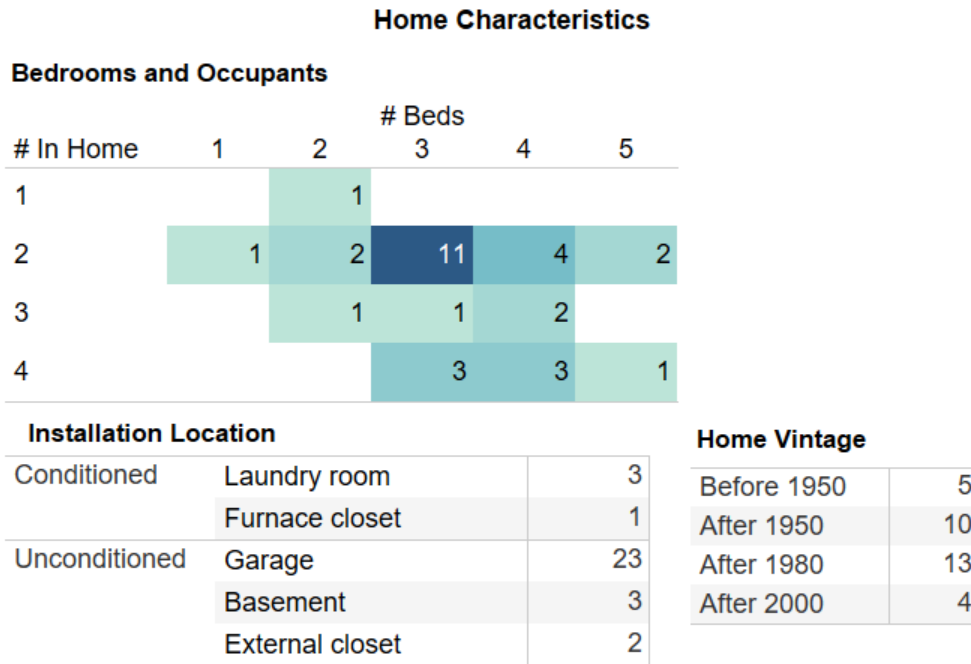 Home Characteristics
Bedrooms and Occupants
# Beds
# In Home 1 2 3 4 5
1 1
2 1 2 11 4 2
3 1 1 2
4 3 3 1
Installation Location
Conditioned Laundry room 3
Furnace closet 1
Unconditioned Garage 23
Basement 3
External closet 2
Home Vintage
Before 1950 5
After 1950 10
After 1980 13
After 2000 4